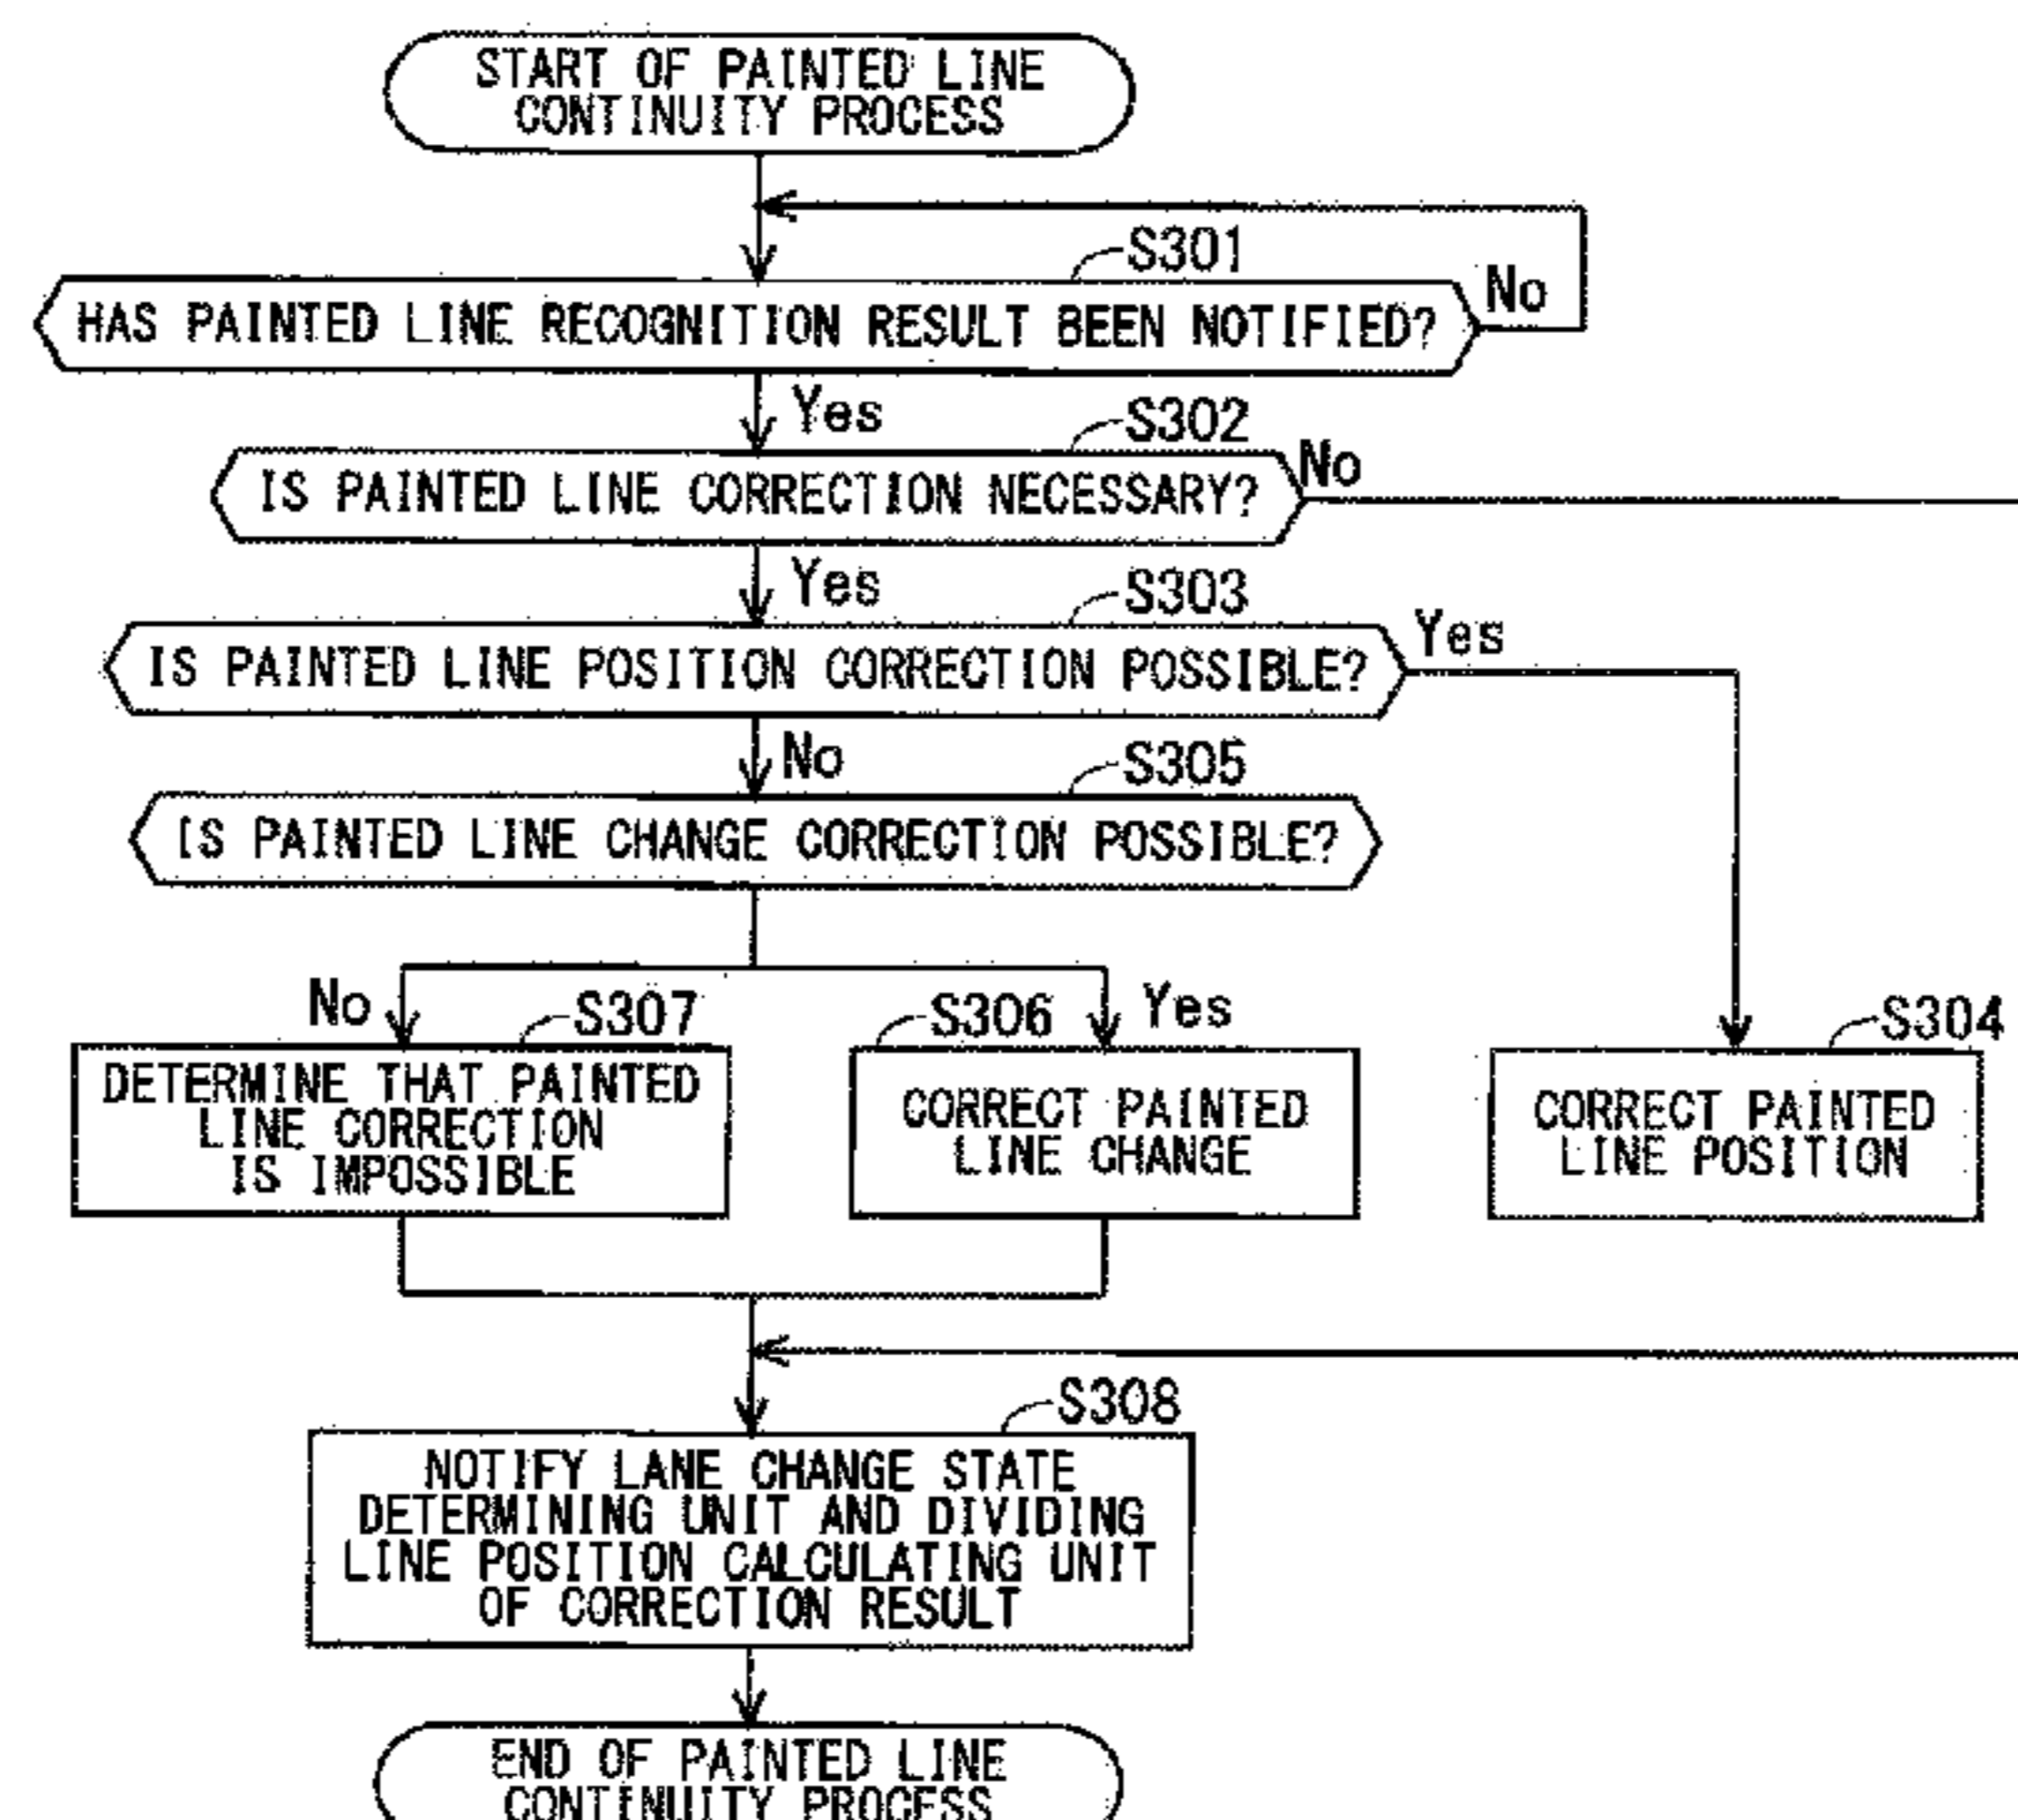 START OF PAINTED LINE
CONTINUITY PROCESS
S301
HAS PAINTED LINE RECOGNITION RESULT BEEN NOTIFIED?
No
Yes
S302
IS PAINTED LINE CORRECTION NECESSARY?
No
Yes
S303
IS PAINTED LINE POSITION CORRECTION POSSIBLE?
Yes
No
S305
IS PAINTED LINE CHANGE CORRECTION POSSIBLE?
No
S307
DETERMINE THAT PAINTED
LINE CORRECTION
IS IMPOSSIBLE
S306
Yes
CORRECT PAINTED
LINE CHANGE
S304
CORRECT PAINTED
LINE POSITION
S308
NOTIFY LANE CHANGE STATE
DETERMINING UNIT AND DIVIDING
LINE POSITION CALCULATING UNIT
OF CORRECTION RESULT
END OF PAINTED LINE
CONTINUITY PROCESS